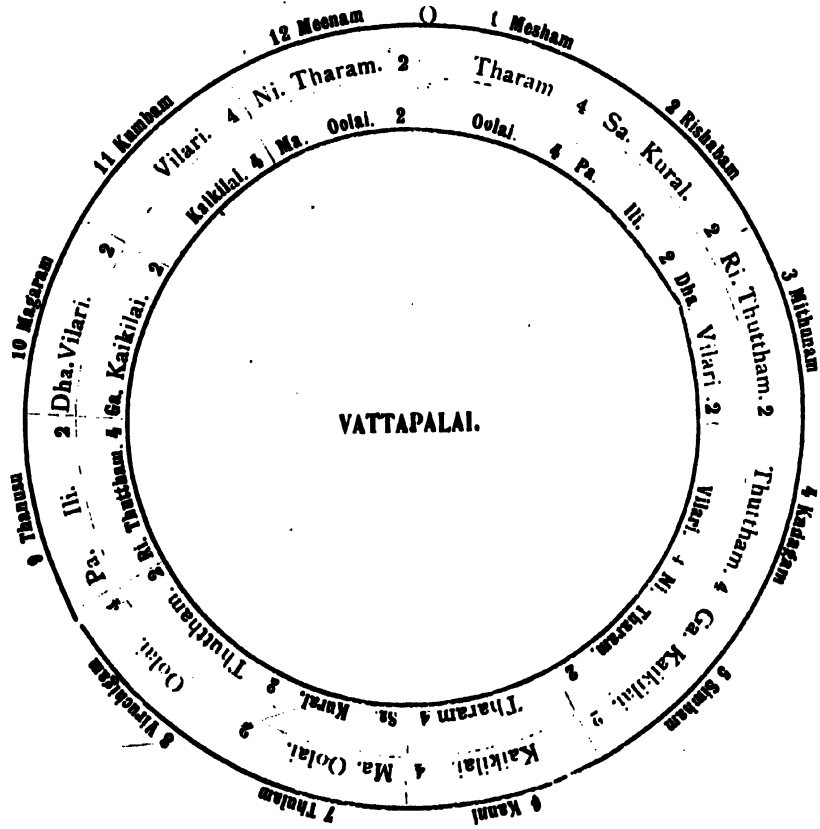 ()
1 Mesham
2 Rishabam
3 Mithunam
4 Kadagam
5 Simham
6 Kanni
7 Thulam
8 Viruchigam
9 Thanusu
10 Magaram
11 Kumbam
12 Meenam
Tharam 4
Sa. Kural. 2
Ri. Thuttham. 2
Thuttham. 4
Ga. Kaikilai. 2
Kaikilai. 4
Ma. Oolai. 2
Oolai. 4
Pa. Ili. 2
Dha. Vilari. 2
Vilari. 4
Ni. Tharam. 2
Oolai. 4
Pa. Ili. 2
Dha. Vilari. 2
Vilari. 4
Ni. Tharam. 2
Tharam 4
Sa. Kural. 2
Thuttham. 2
Ri. Thuttham. 4
Ga. Kaikilai. 2
Kaikilai. 4
Ma. Oolai. 2
VATTAPALAI.